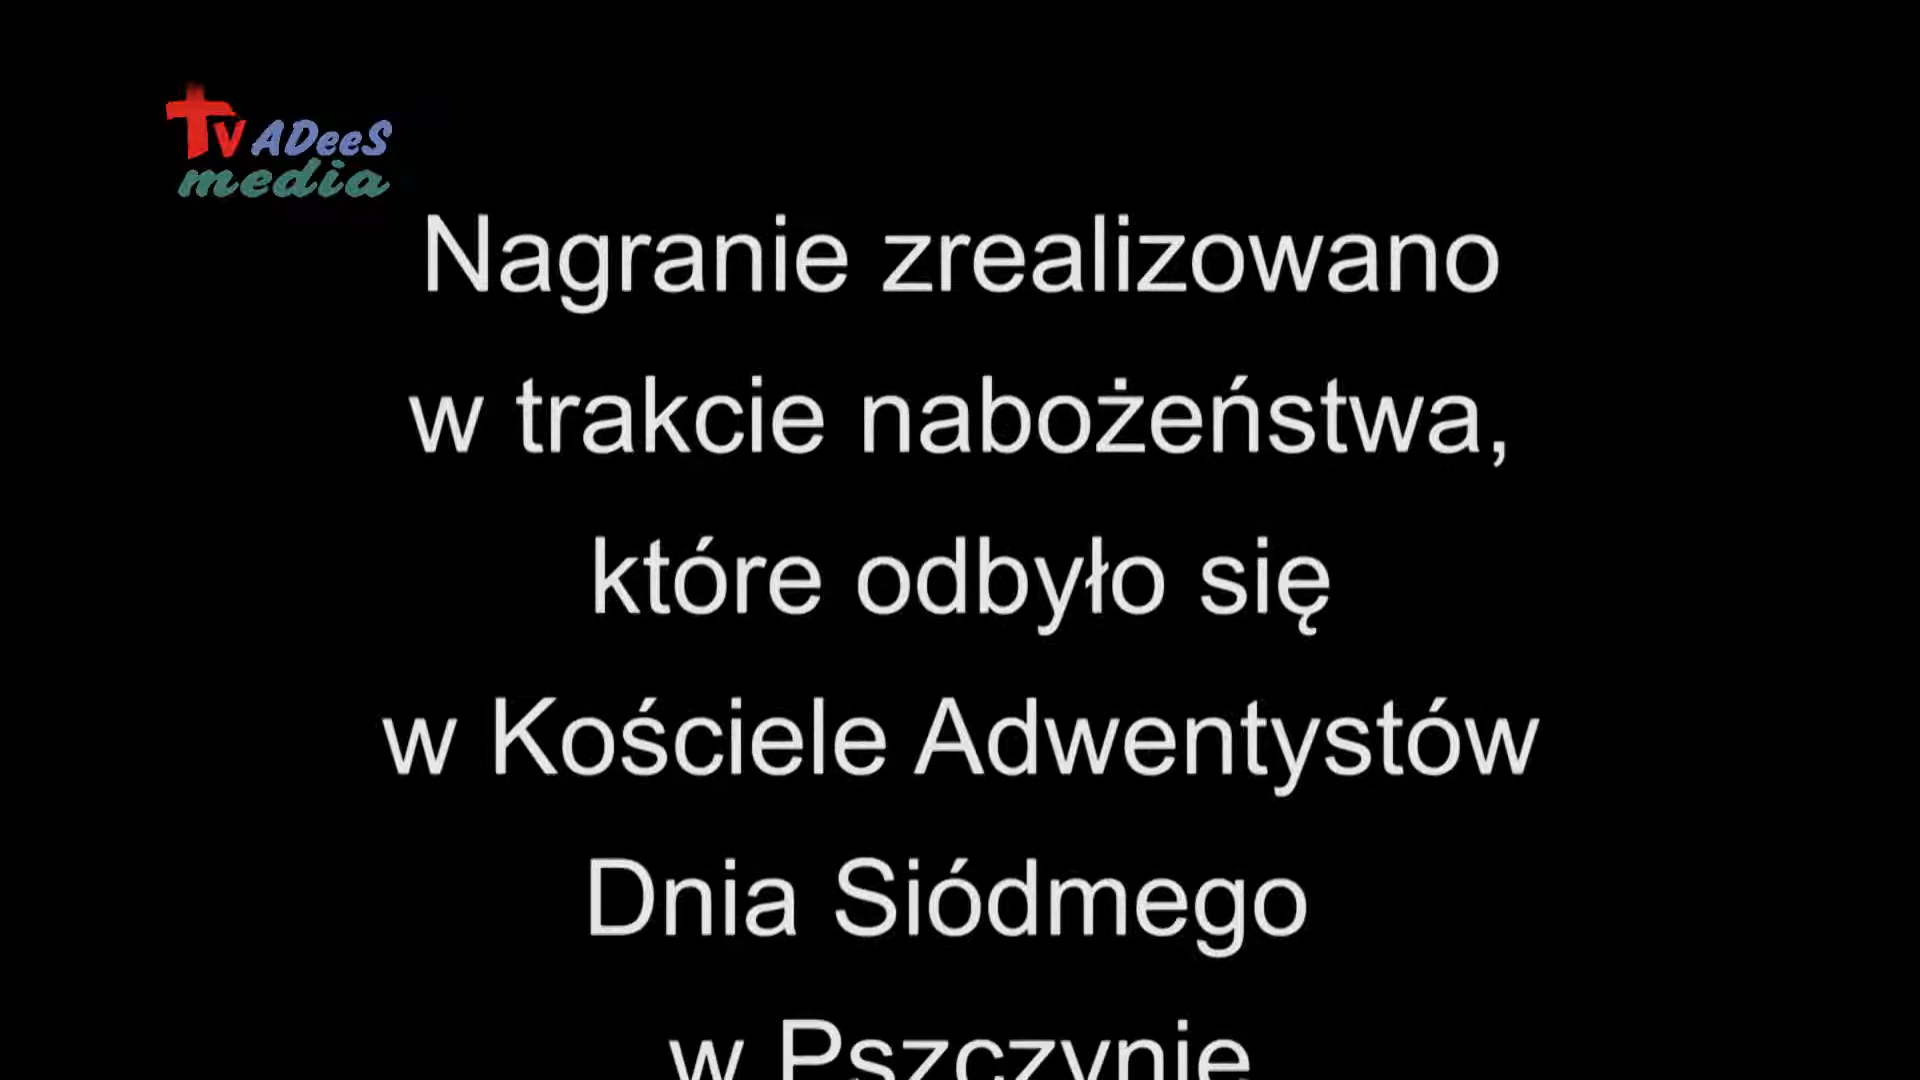 TV ADeeS
media
Nagranie zrealizowano
w trakcie nabożeństwa,
które odbyło się
w Kościele Adwentystów
Dnia Siódmego
w Pszczynie